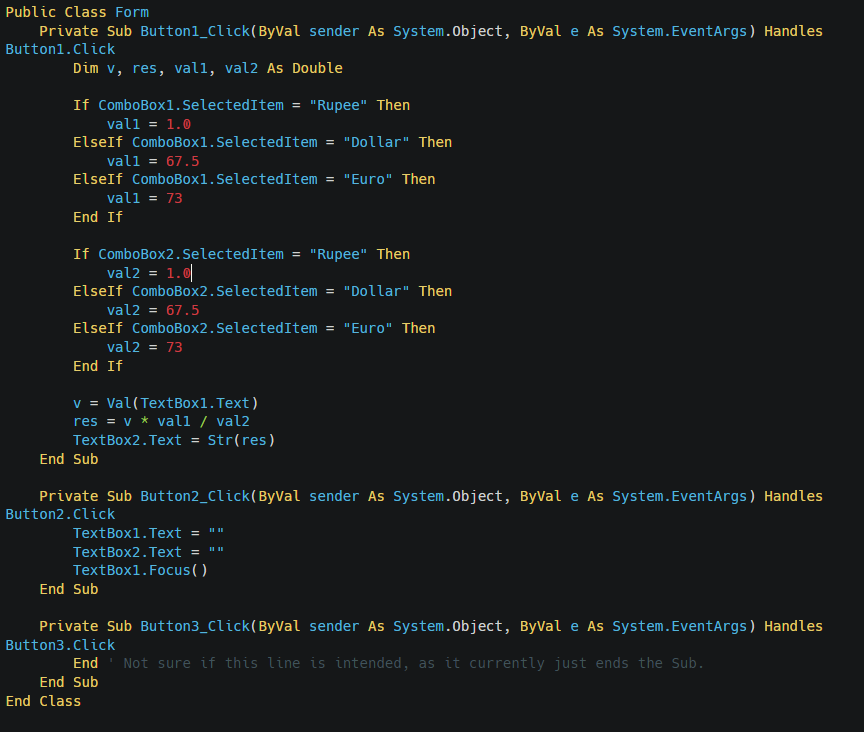 Public Class Form
    Private Sub Button1_Click(ByVal sender As System.Object, ByVal e As System.EventArgs) Handles
Button1.Click
        Dim v, res, val1, val2 As Double

        If ComboBox1.SelectedItem = "Rupee" Then
            val1 = 1.0
        ElseIf ComboBox1.SelectedItem = "Dollar" Then
            val1 = 67.5
        ElseIf ComboBox1.SelectedItem = "Euro" Then
            val1 = 73
        End If

        If ComboBox2.SelectedItem = "Rupee" Then
            val2 = 1.0
        ElseIf ComboBox2.SelectedItem = "Dollar" Then
            val2 = 67.5
        ElseIf ComboBox2.SelectedItem = "Euro" Then
            val2 = 73
        End If

        v = Val(TextBox1.Text)
        res = v * val1 / val2
        TextBox2.Text = Str(res)
    End Sub

    Private Sub Button2_Click(ByVal sender As System.Object, ByVal e As System.EventArgs) Handles
Button2.Click
        TextBox1.Text = ""
        TextBox2.Text = ""
        TextBox1.Focus()
    End Sub

    Private Sub Button3_Click(ByVal sender As System.Object, ByVal e As System.EventArgs) Handles
Button3.Click
        End ' Not sure if this line is intended, as it currently just ends the Sub.
    End Sub
End Class